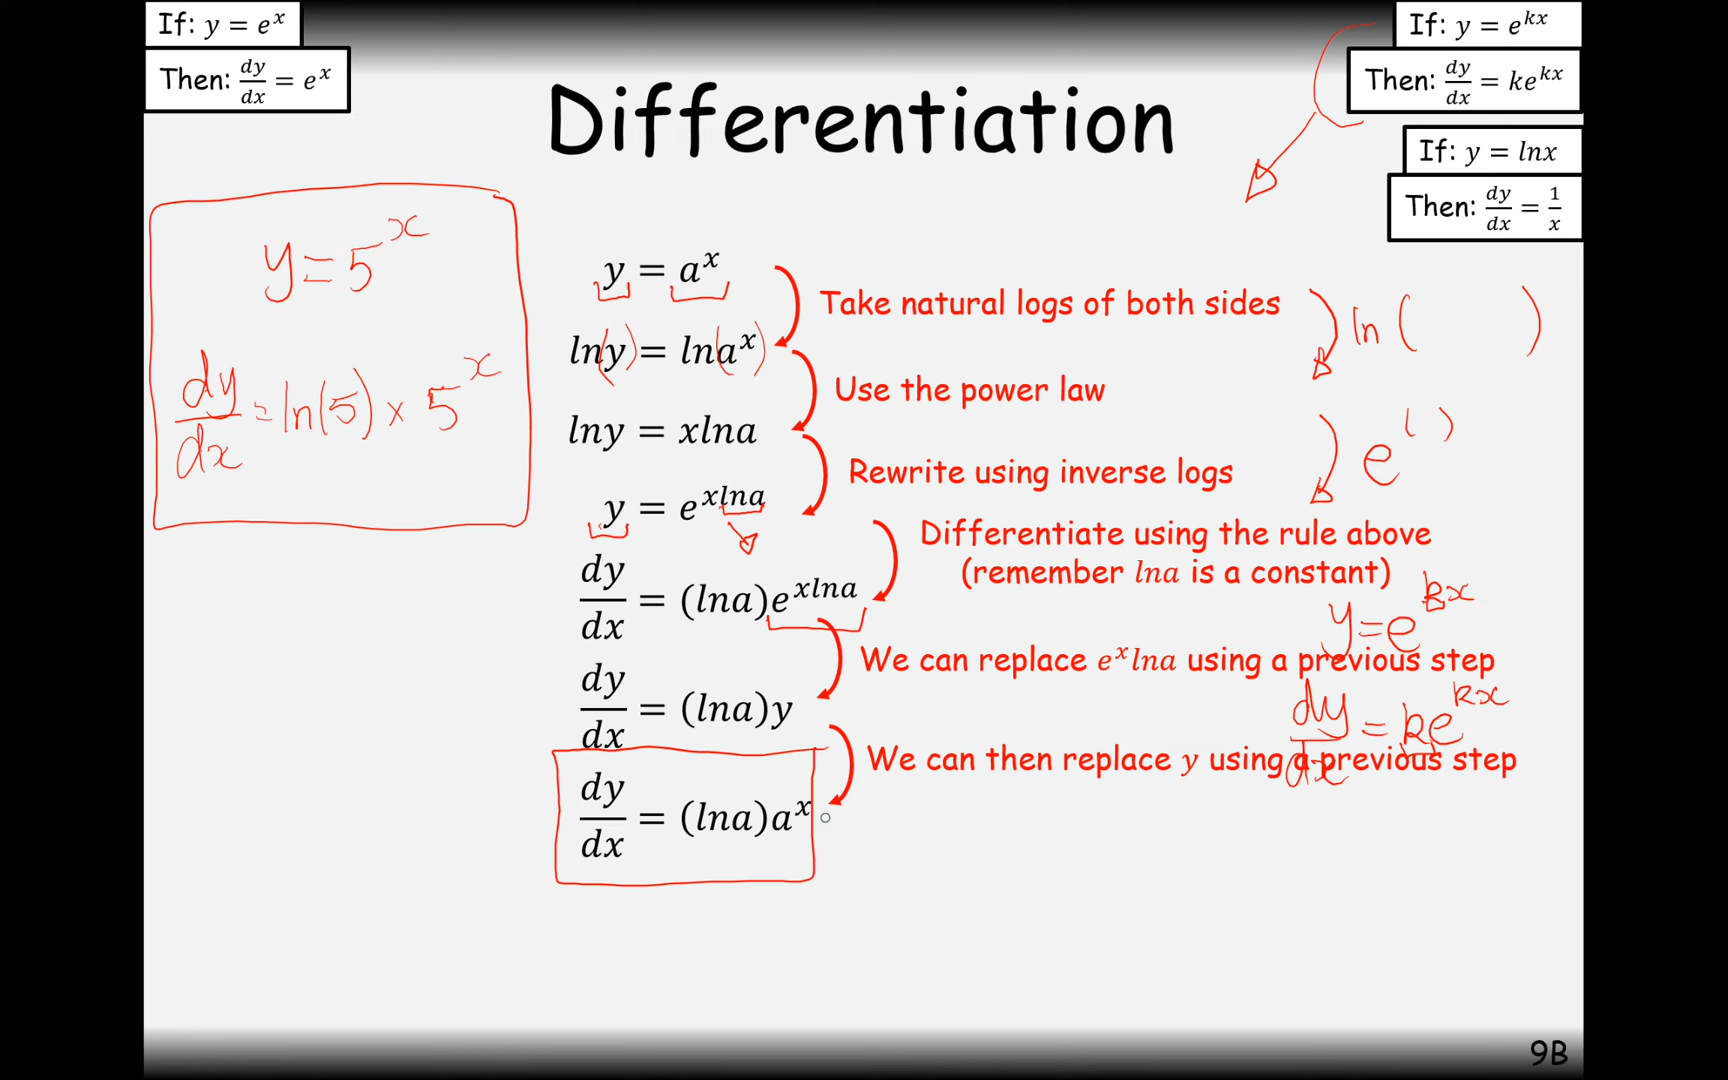 If: y = e^x
Then: dy/dx = e^x
If: y = e^{kx}
Then: dy/dx = ke^{kx}
If: y = lnx
Then: dy/dx = 1/x
Differentiation
y = 5^x
dy/dx = ln(5) × 5^x
y = a^x
Take natural logs of both sides
ln( )
ln(y) = ln(a^x)
Use the power law
lny = xlna
e^{( )}
Rewrite using inverse logs
y = e^{xlna}
Differentiate using the rule above
(remember lna is a constant)
dy/dx = (lna)e^{xlna}
y = e^{kx}
We can replace e^x lna using a previous step
dy/dx = (lna)y
dy/dx = ke^{kx}
We can then replace y using a previous step
dy/dx = (lna)a^x
9B